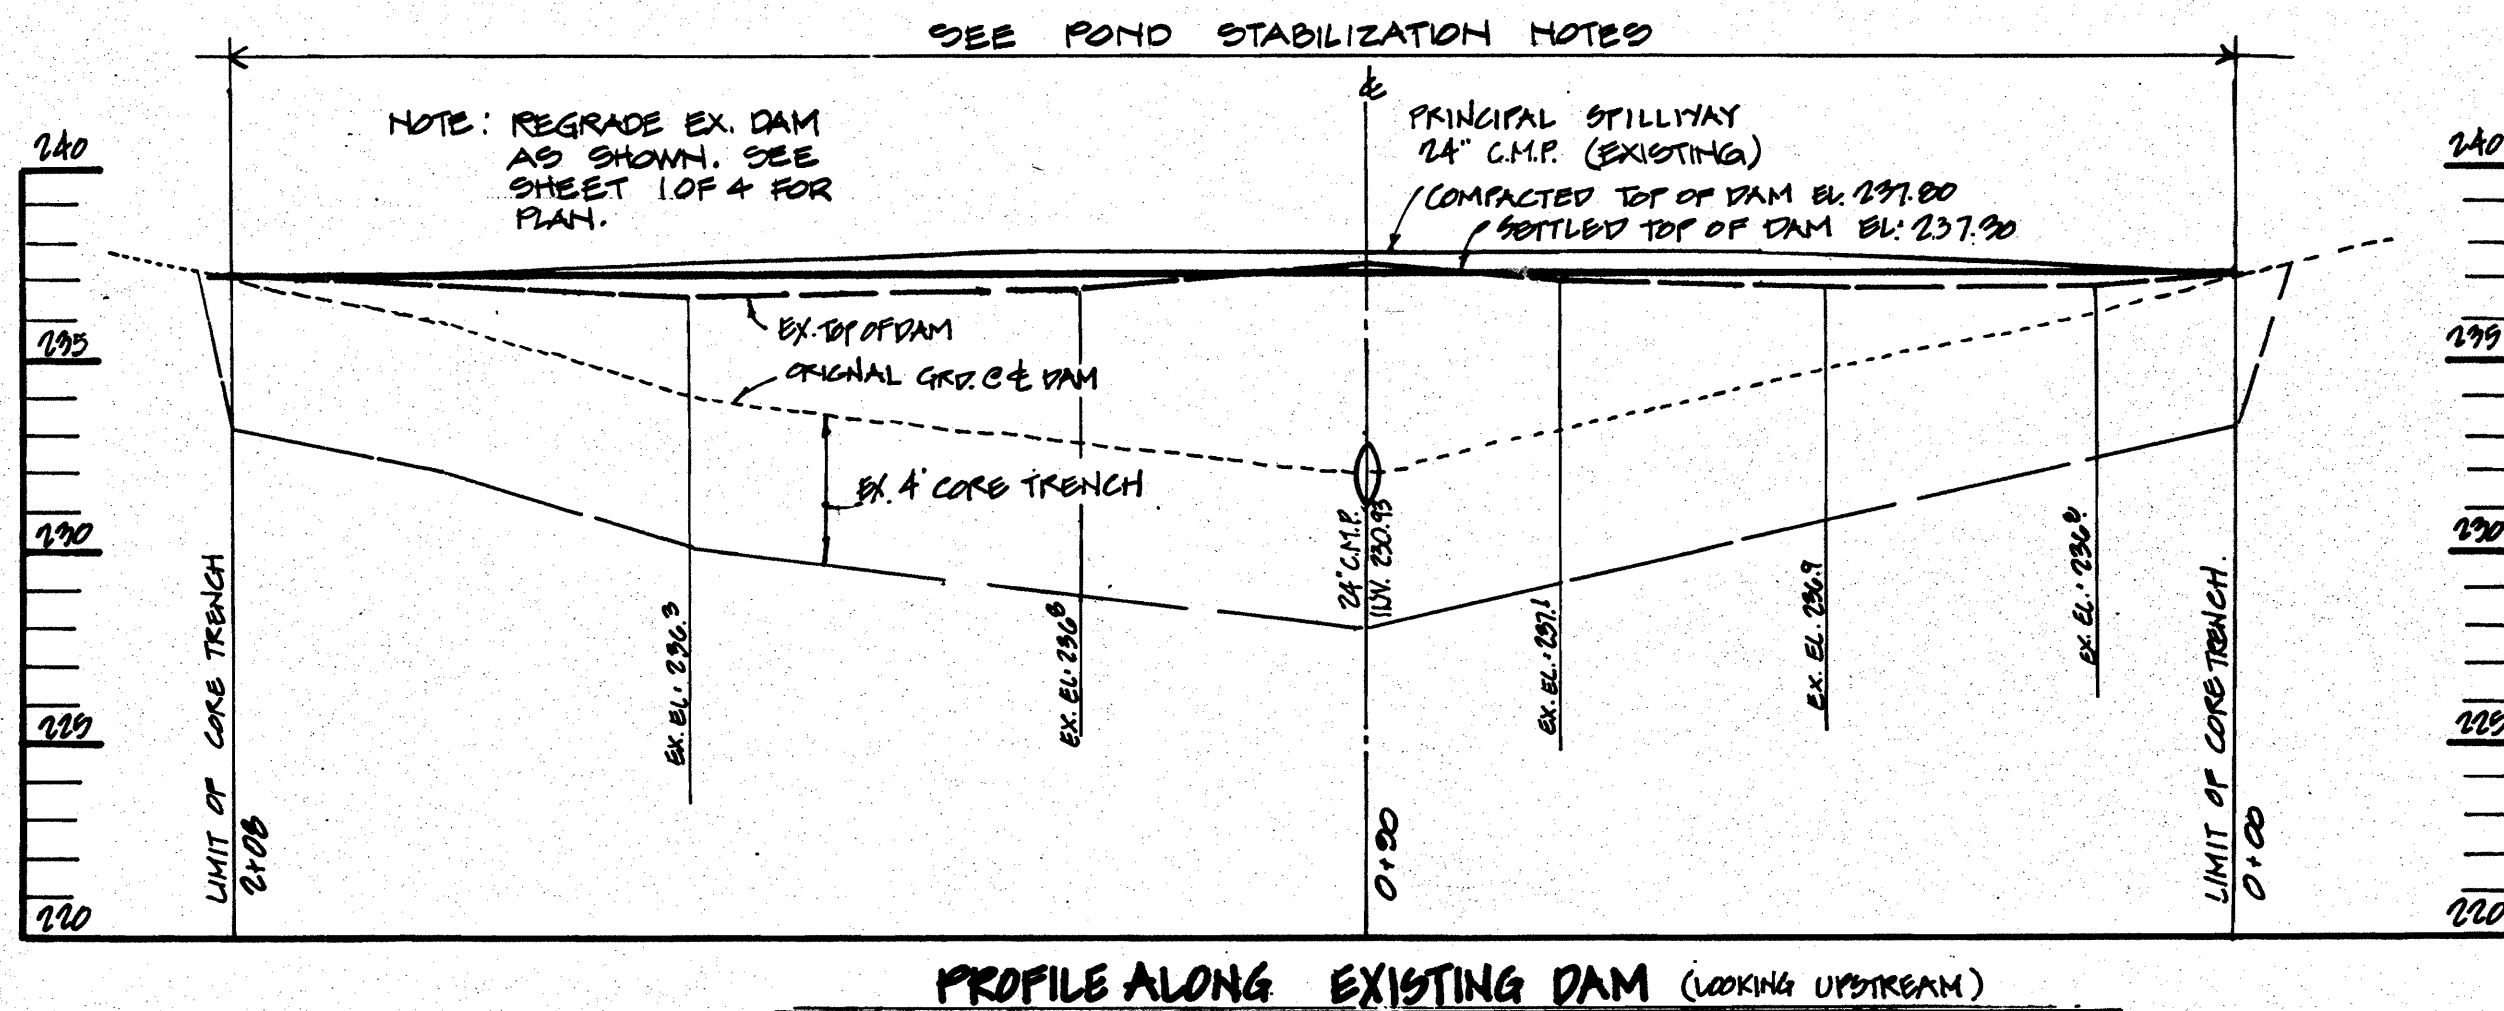 SEE POND STABILIZATION NOTES
NOTE: REGRADE EX. DAM
AS SHOWN. SEE
SHEET 1 OF 4 FOR
PLAN.
℄
PRINCIPAL SPILLWAY
24" C.M.P. (EXISTING)
COMPACTED TOP OF DAM EL: 237.80
SETTLED TOP OF DAM EL: 237.30
240
235
230
225
220
EX. TOP OF DAM
ORIGNAL GRD. @ ℄ DAM
EX. 4' CORE TRENCH
LIMIT OF CORE TRENCH
2+08
EX. EL: 236.3
EX. EL: 236.8
24" C.M.P.
INV. 230.93
0+90
EX. EL.: 237.1
EX. EL. 236.9
EX. EL.: 236.8
LIMIT OF CORE TRENCH.
0+00
240
235
230
225
220
PROFILE ALONG EXISTING DAM (LOOKING UPSTREAM)